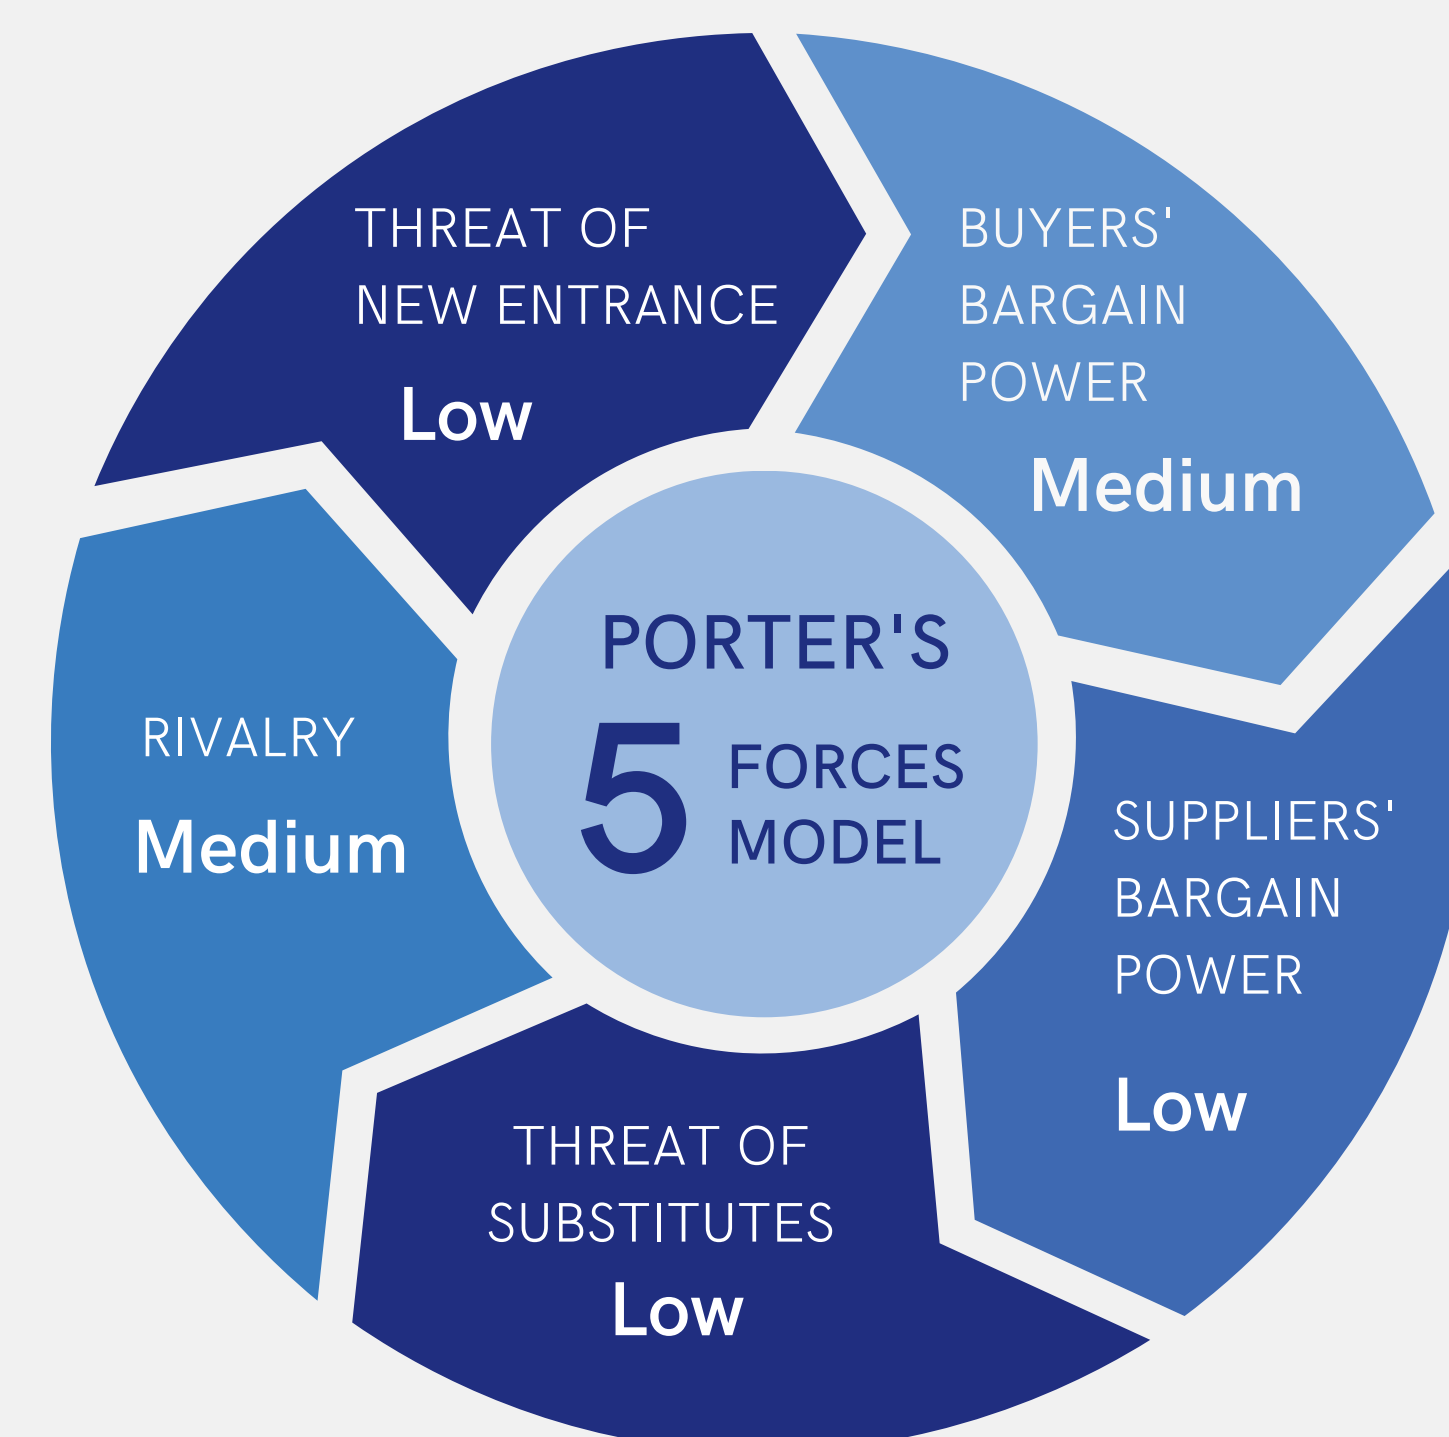 THREAT OF
NEW ENTRANCE
Low
BUYERS'
BARGAIN
POWER
Medium
PORTER'S
5 FORCES
MODEL
RIVALRY
Medium
SUPPLIERS'
BARGAIN
POWER
Low
THREAT OF
SUBSTITUTES
Low